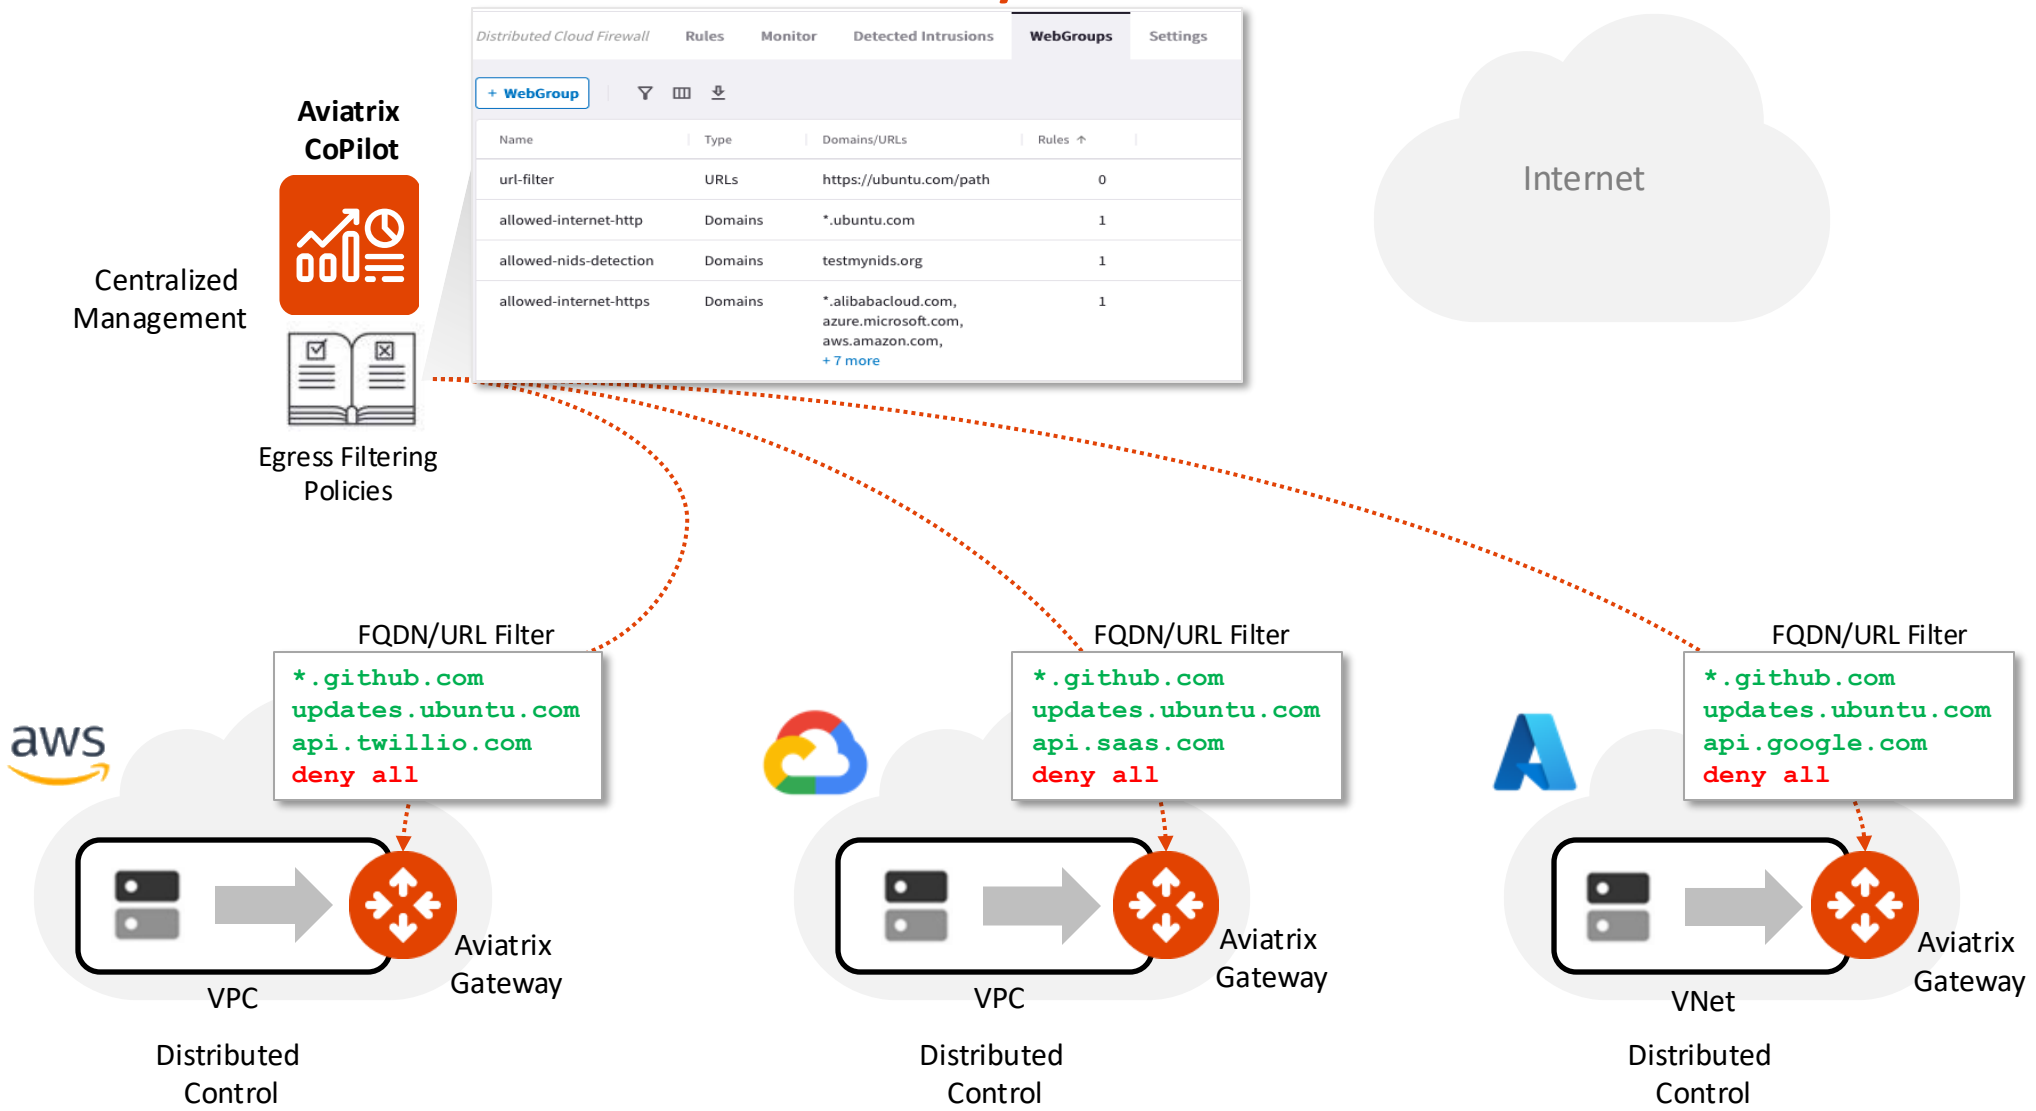 Distributed Cloud Firewall Rules Monitor Detected Intrusions WebGroups Settings
+ WebGroup
Name Type Domains/URLs Rules ↑
url-filter URLs https://ubuntu.com/path 0
allowed-internet-http Domains *.ubuntu.com 1
allowed-nids-detection Domains testmynids.org 1
allowed-internet-https Domains *.alibabacloud.com, 1
azure.microsoft.com,
aws.amazon.com,
+ 7 more
Aviatrix
CoPilot
Centralized
Management
Egress Filtering
Policies
Internet
FQDN/URL Filter
*.github.com
updates.ubuntu.com
api.twillio.com
deny all
aws
Aviatrix
Gateway
VPC
Distributed
Control
FQDN/URL Filter
*.github.com
updates.ubuntu.com
api.saas.com
deny all
Aviatrix
Gateway
VPC
Distributed
Control
FQDN/URL Filter
*.github.com
updates.ubuntu.com
api.google.com
deny all
Aviatrix
Gateway
VNet
Distributed
Control